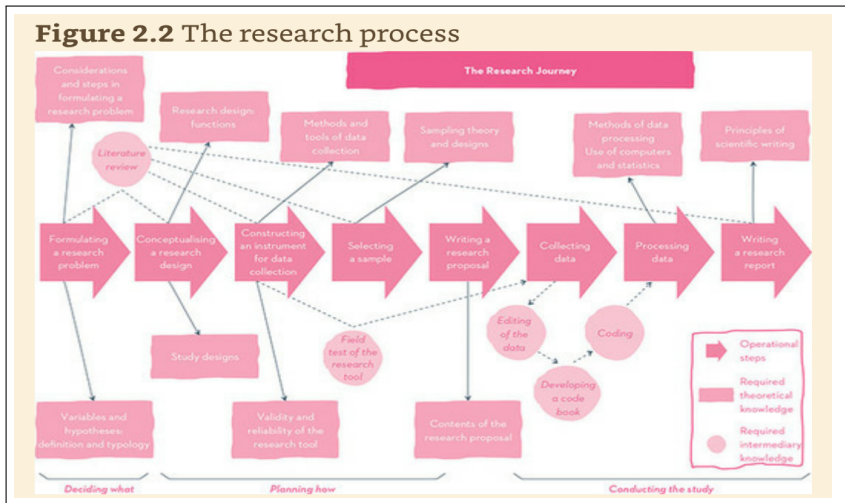 Figure 2.2 The research process
The Research Journey
Considerations
and steps in
formulating a
research problem
Research design:
functions
Methods and
tools of data
collection
Sampling theory
and designs
Methods of data
processing
Use of computers
and statistics
Principles of
scientific writing
Literature
review
Formulating
a research
problem
Conceptualising
a research
design
Constructing
an instrument
for data
collection
Selecting
a sample
Writing a
research
proposal
Collecting
data
Processing
data
Writing
a research
report
Study designs
Field
test of the
research
tool
Editing
of the
data
Coding
Developing
a code
book
Variables and
hypotheses:
definition and typology
Validity and
reliability of the
research tool
Contents of the
research proposal
Operational
steps
Required
theoretical
knowledge
Required
intermediary
knowledge
Deciding what
Planning how
Conducting the study